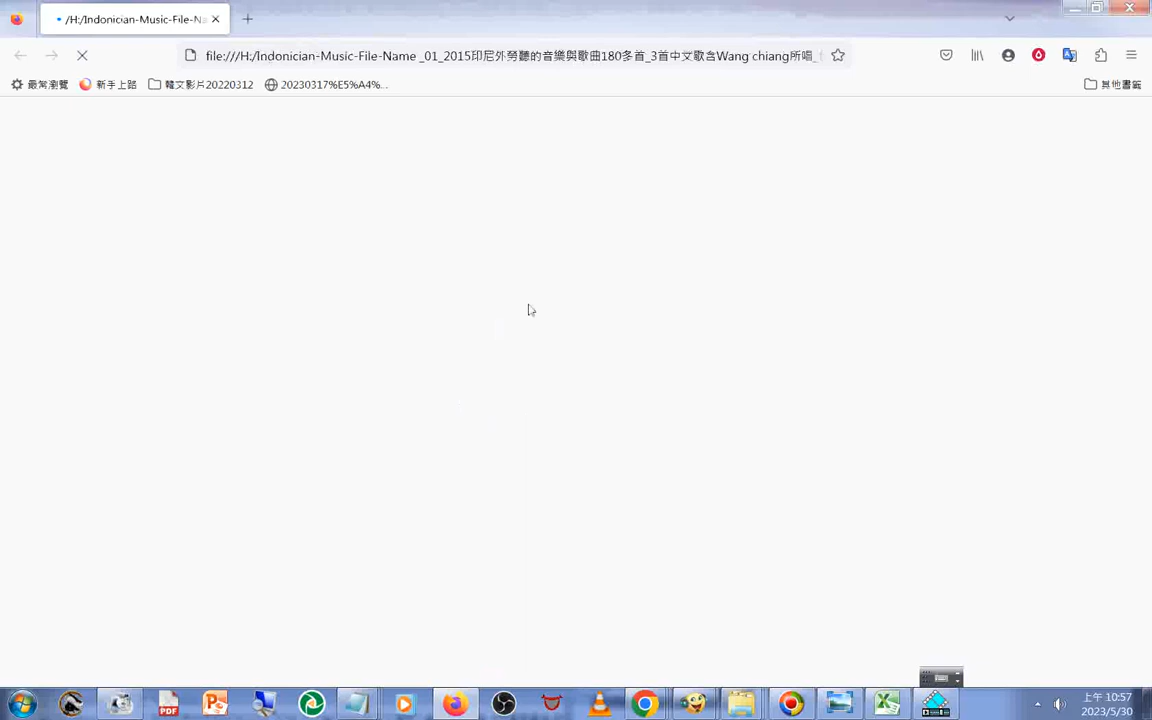 /H:/Indonician-Music-File-Na
file:///H:/Indonician-Music-File-Name _01_2015印尼外勞聽的音樂與歌曲180多首_3首中文歌含Wang chiang所唱_
最常瀏覽
新手上路
韓文影片20220312
20230317%E5%A4%...
其他書籤
PDF
上午 10:57
2023/5/30